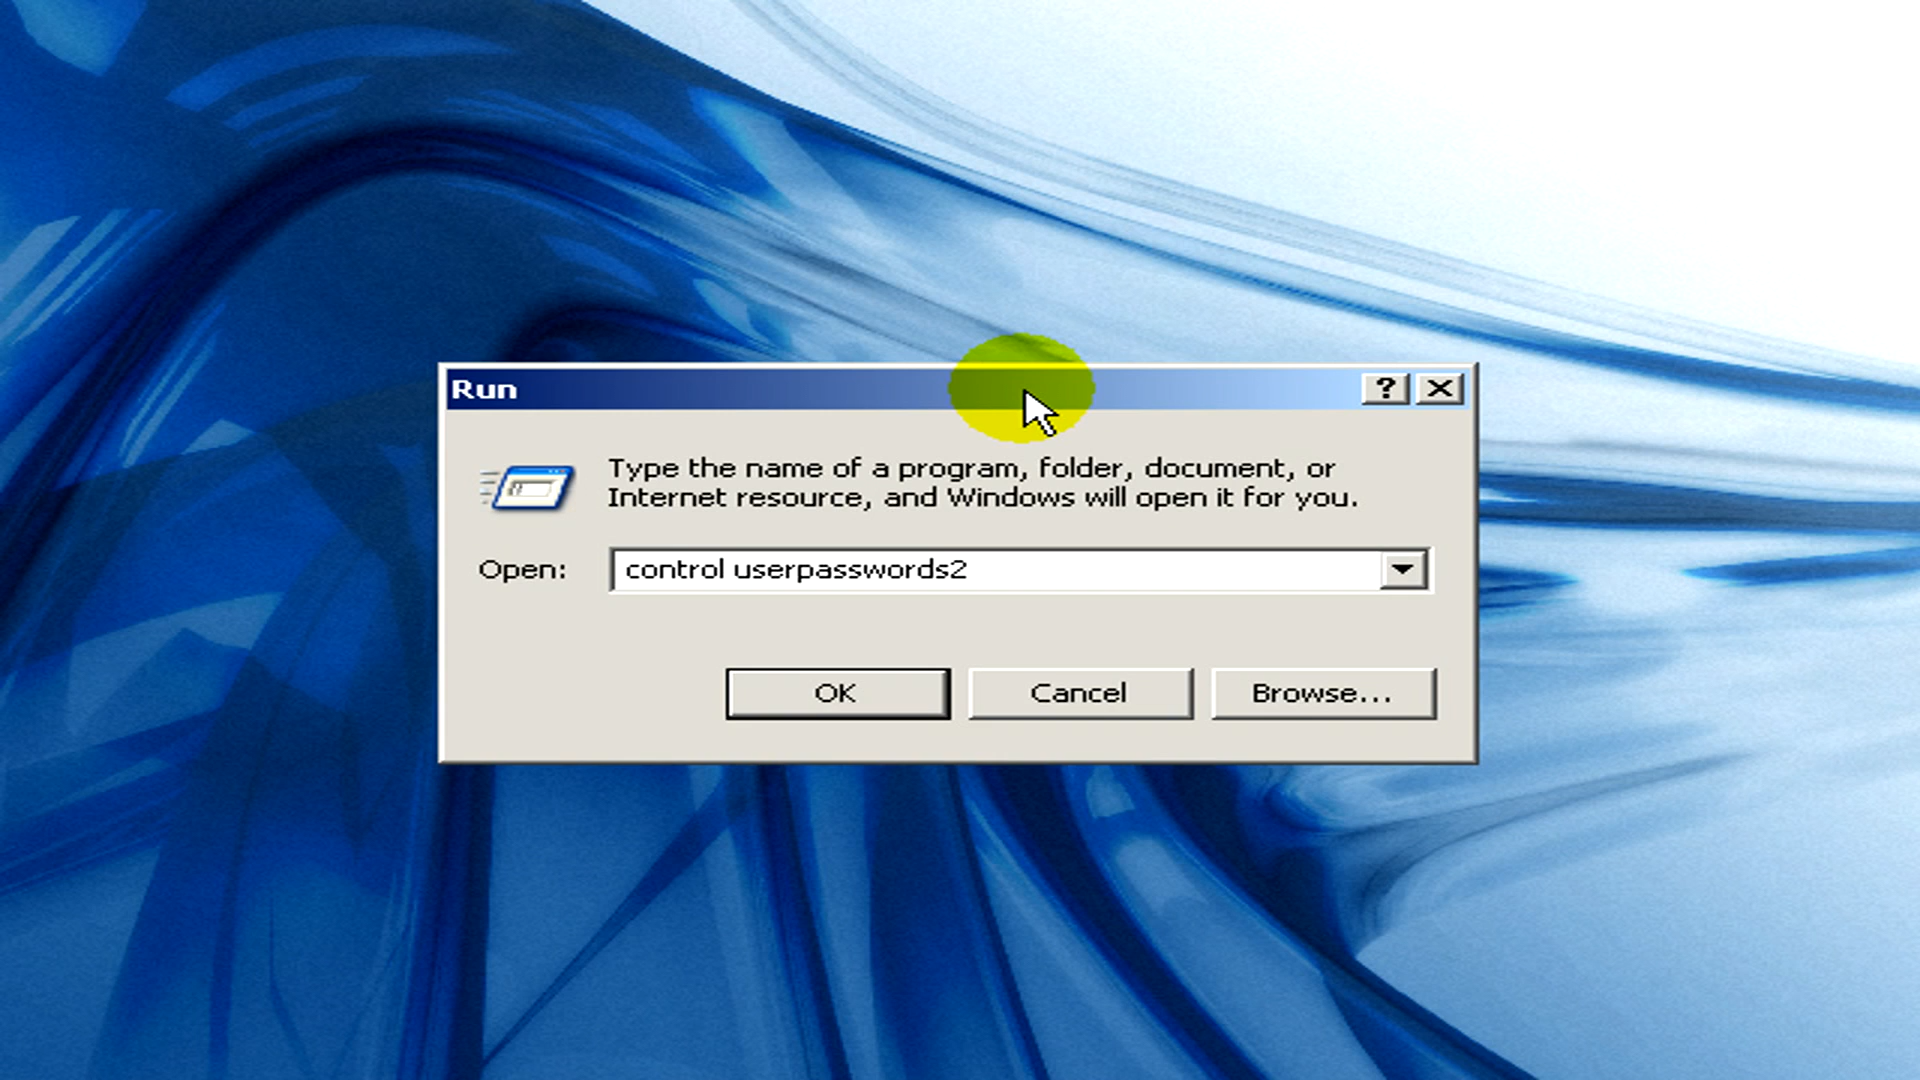 Run
Type the name of a program, folder, document, or
Internet resource, and Windows will open it for you.
Open: control userpasswords2
OK Cancel Browse...